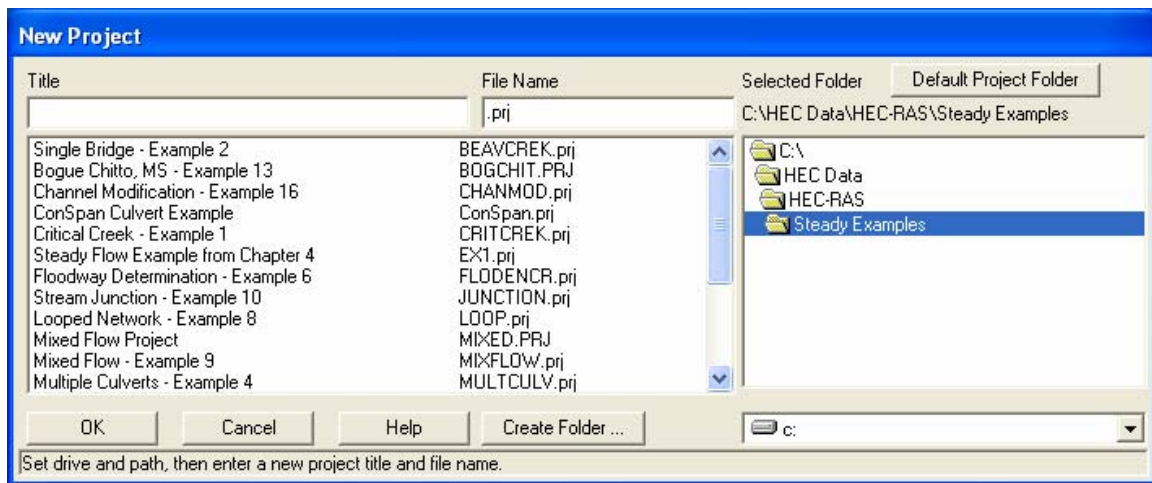 New Project
Title File Name Selected Folder Default Project Folder
.prj C:\HEC Data\HEC-RAS\Steady Examples
Single Bridge - Example 2 BEAVCREK.prj
Bogue Chitto, MS - Example 13 BOGCHIT.PRJ
Channel Modification - Example 16 CHANMOD.prj
ConSpan Culvert Example ConSpan.prj
Critical Creek - Example 1 CRITCREK.prj
Steady Flow Example from Chapter 4 EX1.prj
Floodway Determination - Example 6 FLODENCR.prj
Stream Junction - Example 10 JUNCTION.prj
Looped Network - Example 8 LOOP.prj
Mixed Flow Project MIXED.PRJ
Mixed Flow - Example 9 MIXFLOW.prj
Multiple Culverts - Example 4 MULTCULV.prj
C:\
HEC Data
HEC-RAS
Steady Examples
OK Cancel Help Create Folder ... c:
Set drive and path, then enter a new project title and file name.